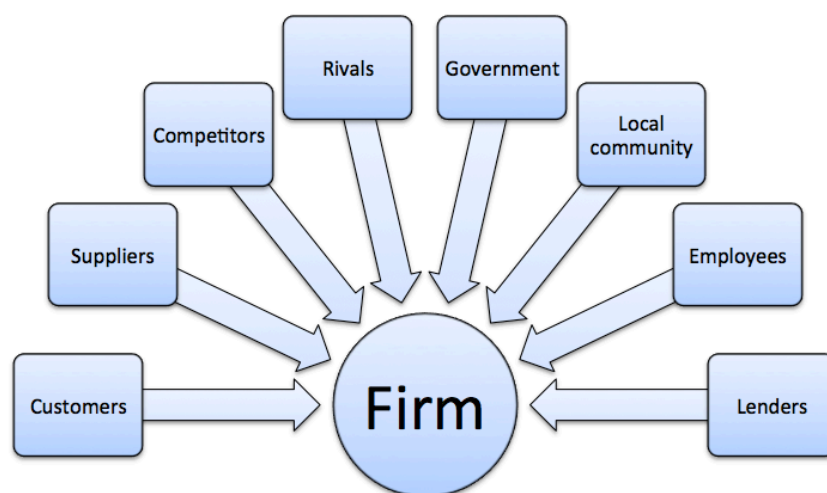 Rivals
Government
Competitors
Local
community
Suppliers
Employees
Customers
Firm
Lenders